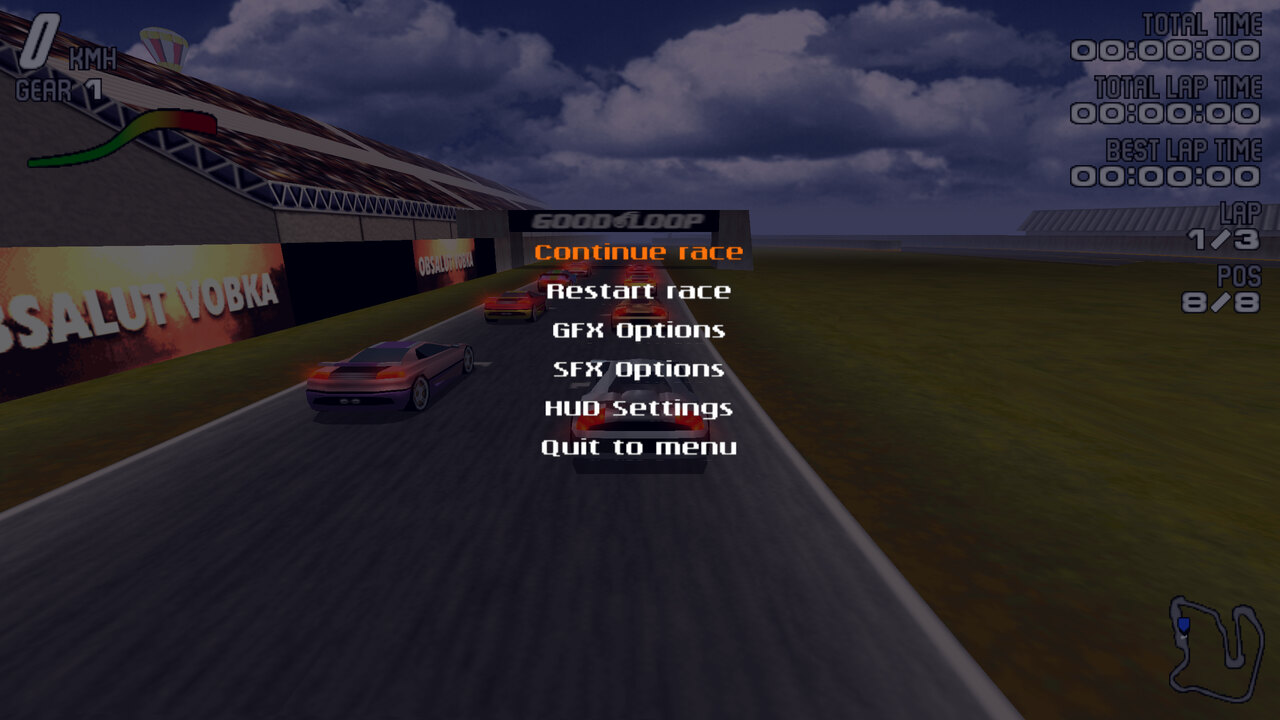 0 KMH
GEAR 1
TOTAL TIME
00:00:00
TOTAL LAP TIME
00:00:00
BEST LAP TIME
00:00:00
LAP
1/3
POS
8/8
GOOD LOOP
OBSALUT VOBKA
SSALUT VOBKA
Continue race
Restart race
GFX Options
SFX Options
HUD Settings
Quit to menu